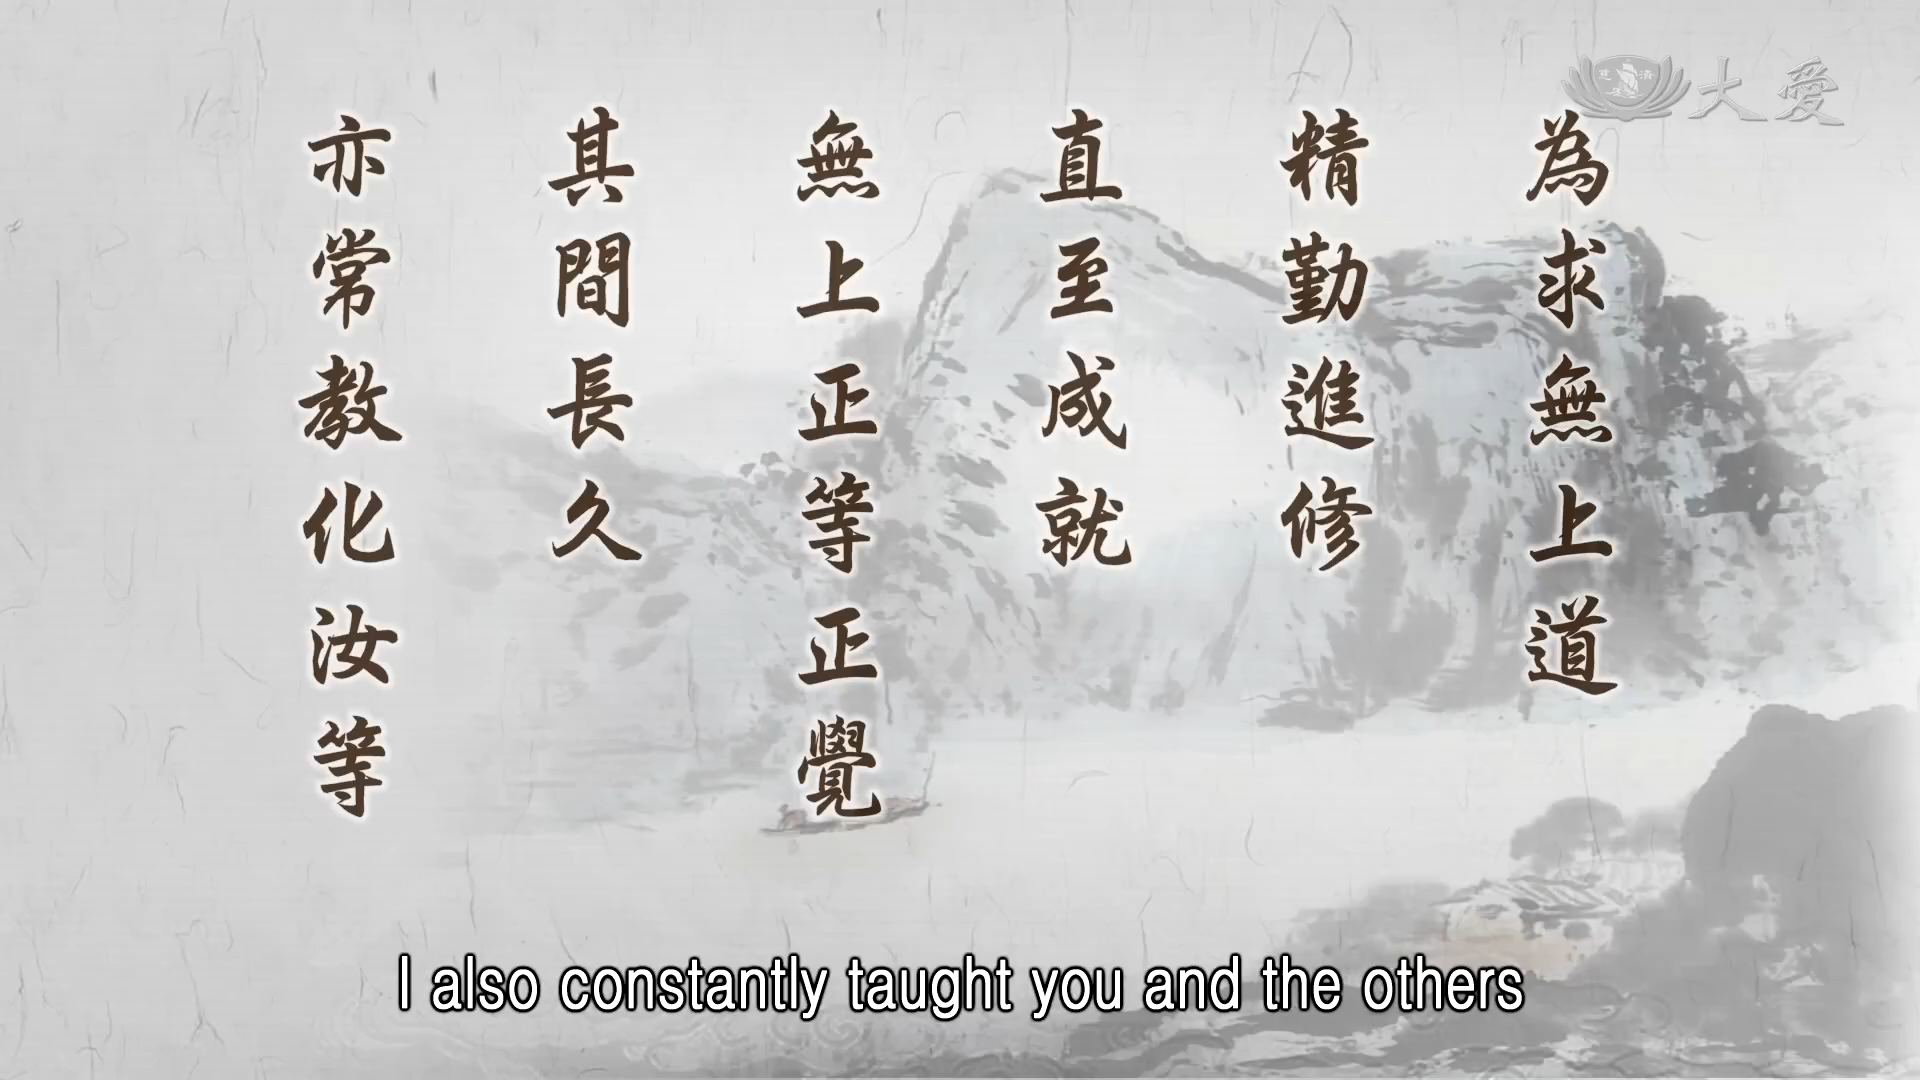 大愛
為求無上道
精勤進修
直至成就
無上正等正覺
其間長久
亦常教化汝等
I also constantly taught you and the others